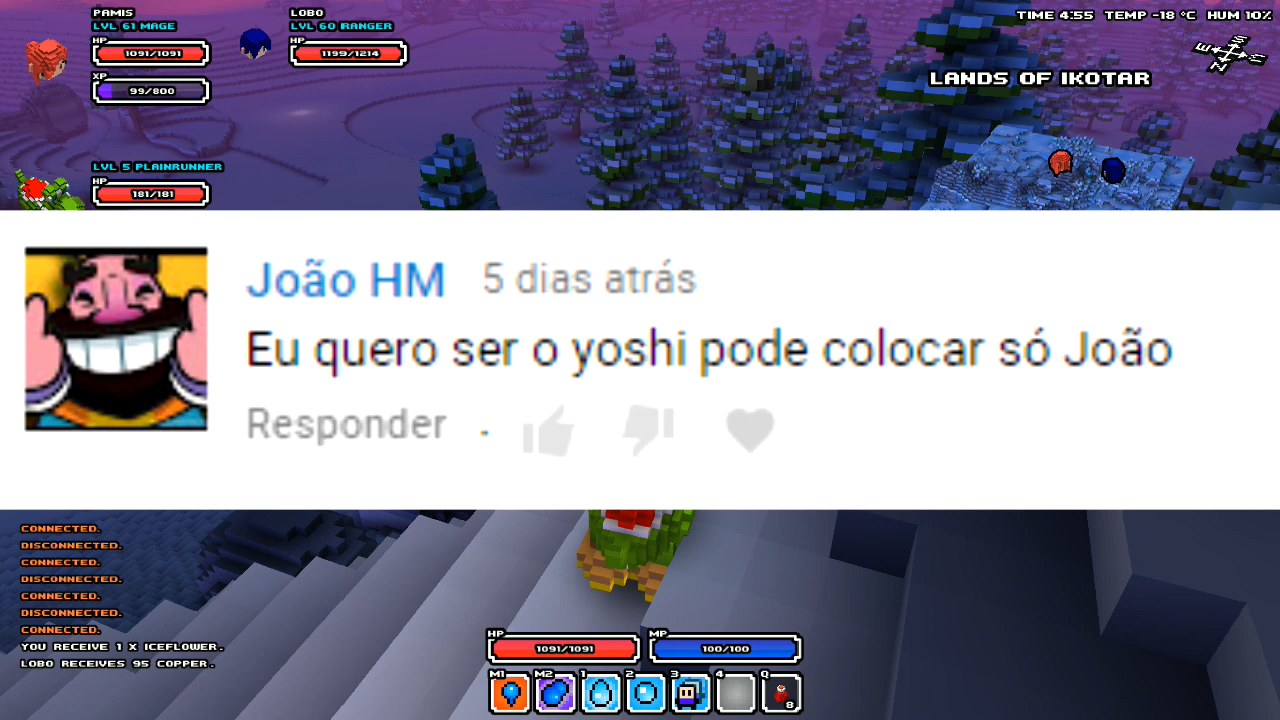 PAMIS
LVL 61 MAGE
HP
1091/1091
XP
99/800
LOBO
LVL 60 RANGER
HP
1199/1214
TIME 4:55 TEMP -18 °C HUM 10%
S
W E
N
LANDS OF IKOTAR
LVL 5 PLAINRUNNER
HP
181/181
João HM 5 dias atrás
Eu quero ser o yoshi pode colocar só João
Responder
CONNECTED.
DISCONNECTED.
CONNECTED.
DISCONNECTED.
CONNECTED.
DISCONNECTED.
CONNECTED.
YOU RECEIVE 1 X ICEFLOWER.
LOBO RECEIVES 95 COPPER.
HP MP
1091/1091 100/100
M1 M2 1 2 3 4 Q
8